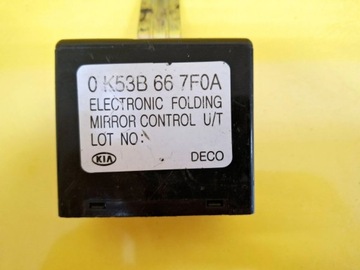 0 K53B 66 7F0A
ELECTRONIC FOLDING
MIRROR CONTROL U/T
LOT NO:
KIA DECO